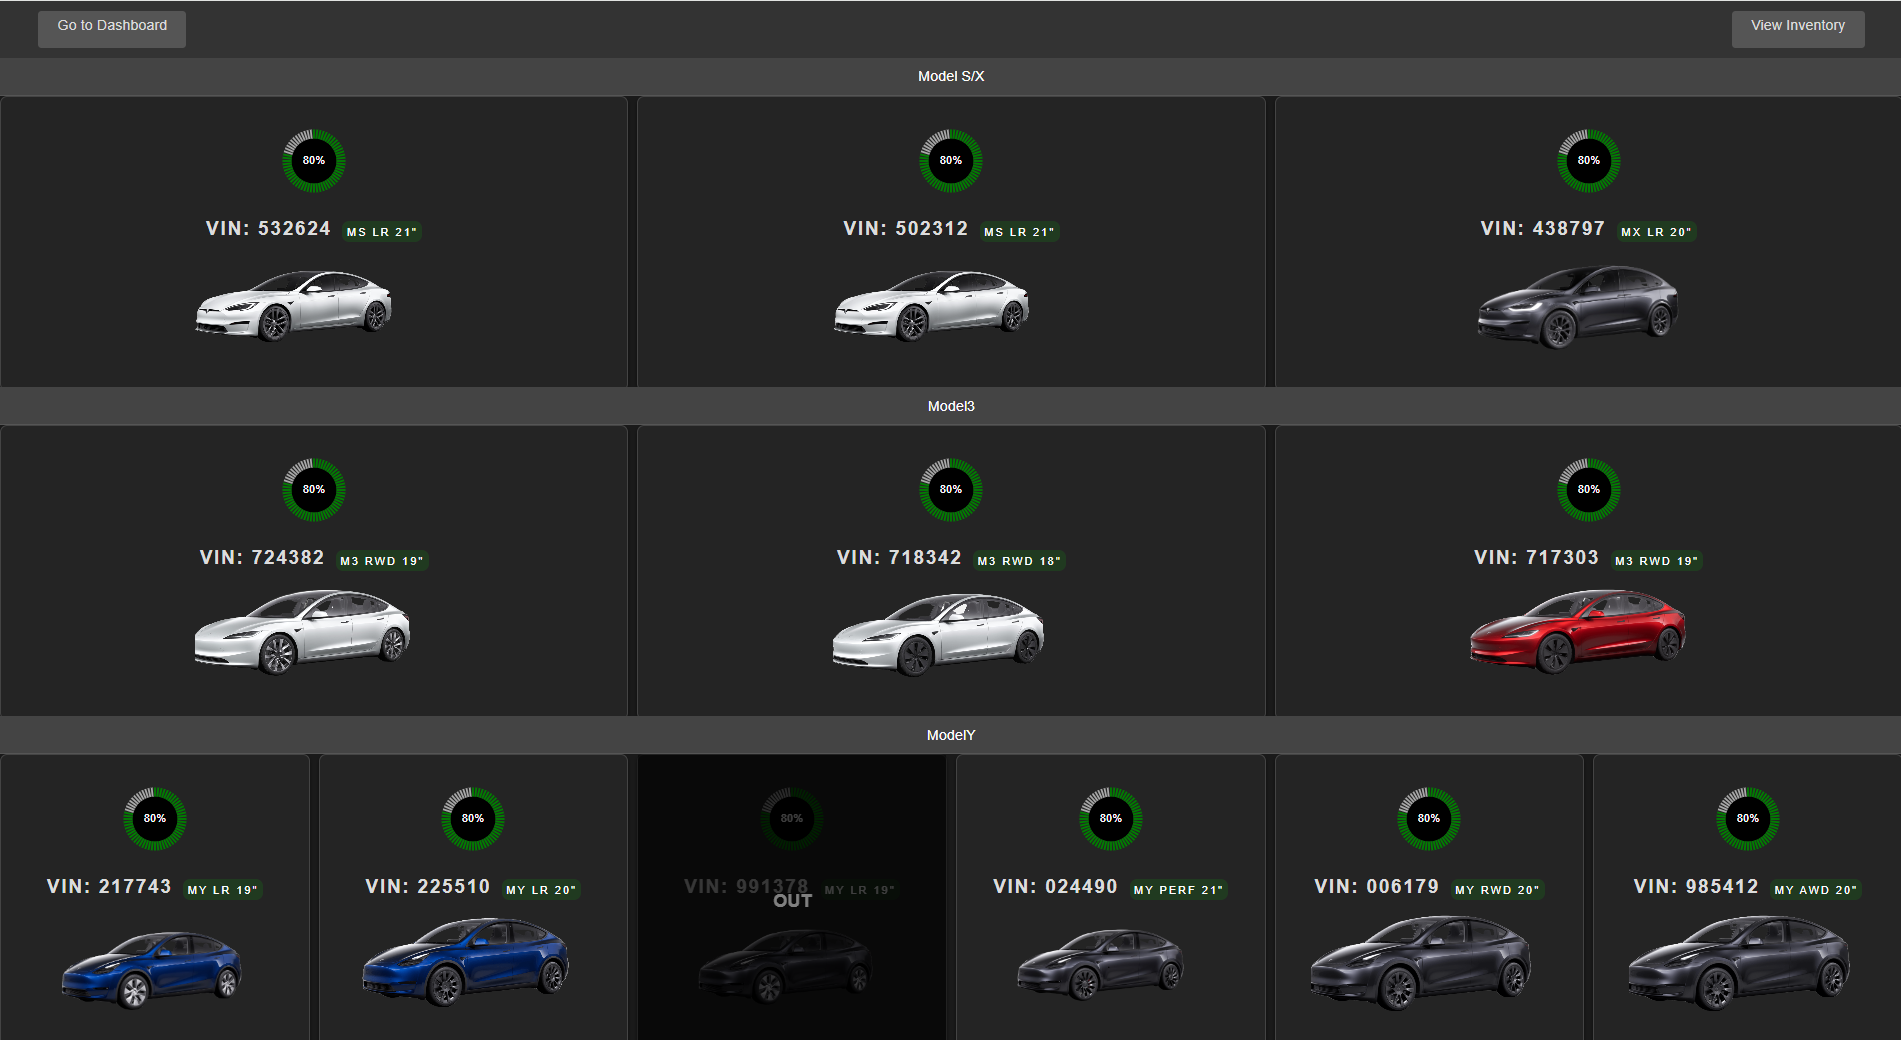 Go to Dashboard
View Inventory
Model S/X
80%
80%
80%
VIN: 532624 MS LR 21"
VIN: 502312 MS LR 21"
VIN: 438797 MX LR 20"
Model3
80%
80%
80%
VIN: 724382 M3 RWD 19"
VIN: 718342 M3 RWD 18"
VIN: 717303 M3 RWD 19"
ModelY
80%
80%
80%
80%
80%
80%
VIN: 217743 MY LR 19"
VIN: 225510 MY LR 20"
VIN: 991378 MY LR 19"
OUT
VIN: 024490 MY PERF 21"
VIN: 006179 MY RWD 20"
VIN: 985412 MY AWD 20"